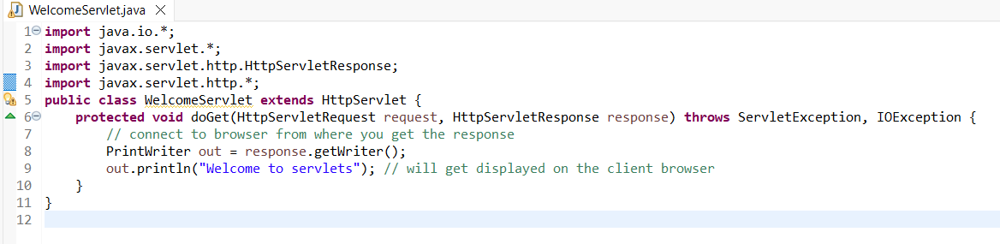 WelcomeServlet.java
1 import java.io.*;
2 import javax.servlet.*;
3 import javax.servlet.http.HttpServletResponse;
4 import javax.servlet.http.*;
5 public class WelcomeServlet extends HttpServlet {
6 protected void doGet(HttpServletRequest request, HttpServletResponse response) throws ServletException, IOException {
7 // connect to browser from where you get the response
8 PrintWriter out = response.getWriter();
9 out.println("Welcome to servlets"); // will get displayed on the client browser
10 }
11 }
12